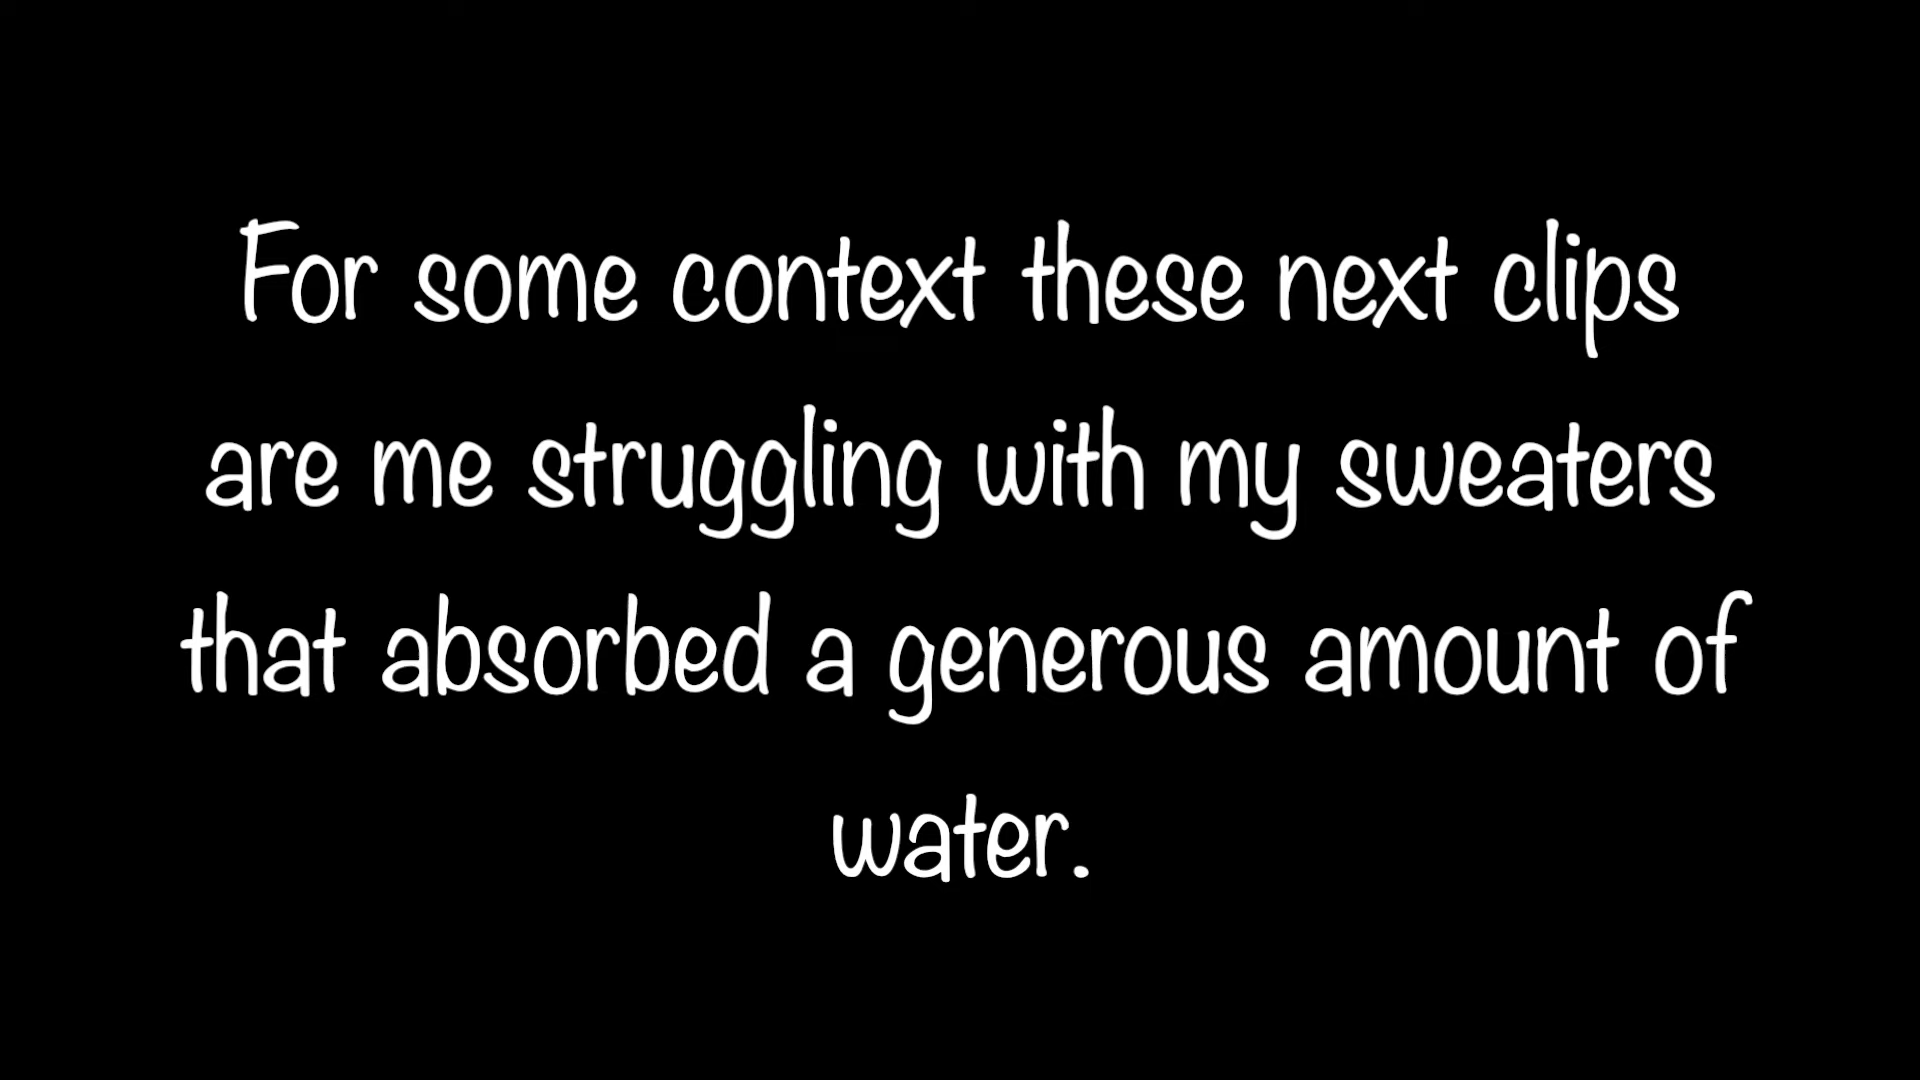 For some context these next clips
are me struggling with my sweaters
that absorbed a generous amount of
water.